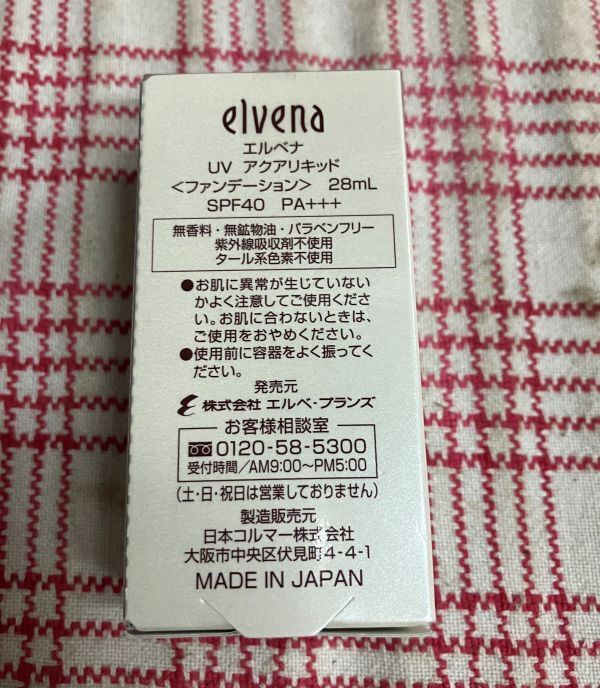 elvena
エルベナ
UV アクアリキッド
＜ファンデーション＞ 28mL
SPF40 PA+++
無香料・無鉱物油・パラベンフリー
紫外線吸収剤不使用
タール系色素不使用
●お肌に異常が生じていない
かよく注意してご使用くださ
い。お肌に合わないときは、
ご使用をおやめください。
●使用前に容器をよく振ってく
ださい。
発売元
株式会社 エルベ・プランズ
お客様相談室
0120-58-5300
受付時間/AM9:00〜PM5:00
(土・日・祝日は営業しておりません)
製造販売元
日本コルマー株式会社
大阪市中央区伏見町4-4-1
MADE IN JAPAN